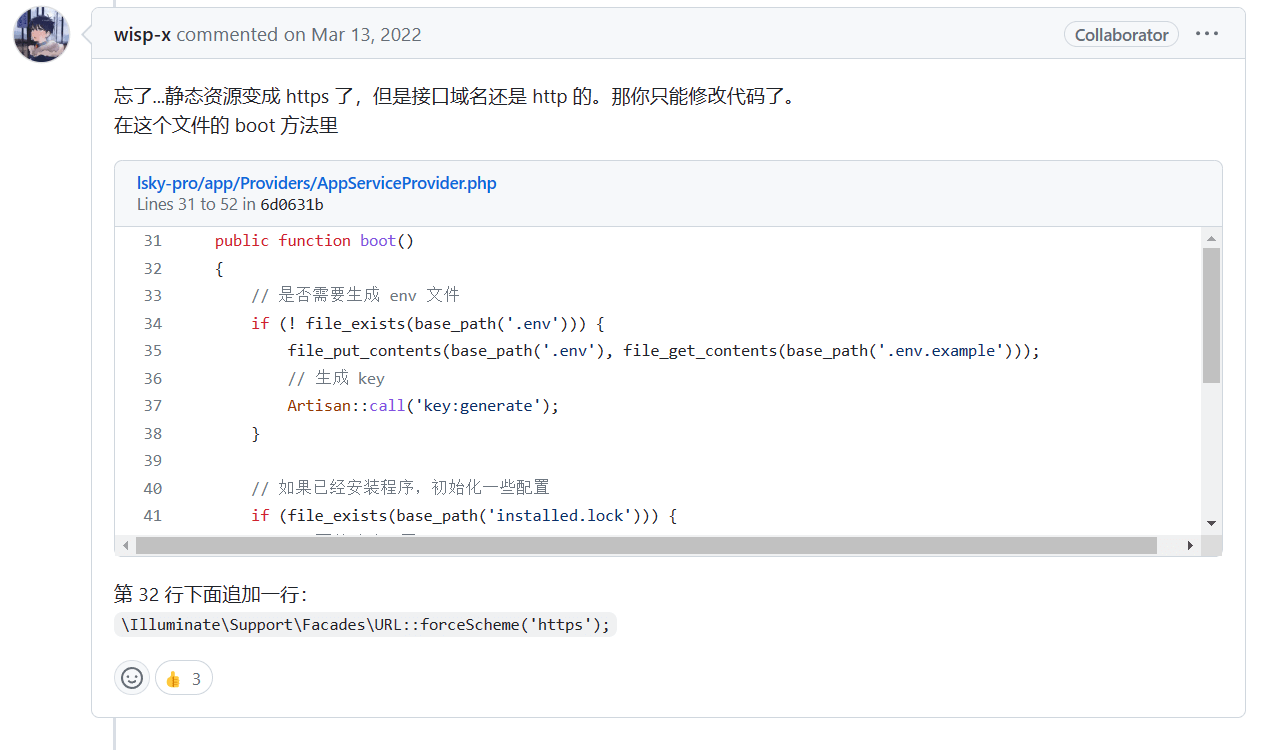 wisp-x commented on Mar 13, 2022
Collaborator
忘了...静态资源变成 https 了，但是接口域名还是 http 的。那你只能修改代码了。
在这个文件的 boot 方法里
lsky-pro/app/Providers/AppServiceProvider.php
Lines 31 to 52 in 6d0631b
31 public function boot()
32 {
33 // 是否需要生成 env 文件
34 if (! file_exists(base_path('.env'))) {
35 file_put_contents(base_path('.env'), file_get_contents(base_path('.env.example')));
36 // 生成 key
37 Artisan::call('key:generate');
38 }
39
40 // 如果已经安装程序，初始化一些配置
41 if (file_exists(base_path('installed.lock'))) {
第 32 行下面追加一行：
\Illuminate\Support\Facades\URL::forceScheme('https');
👍 3